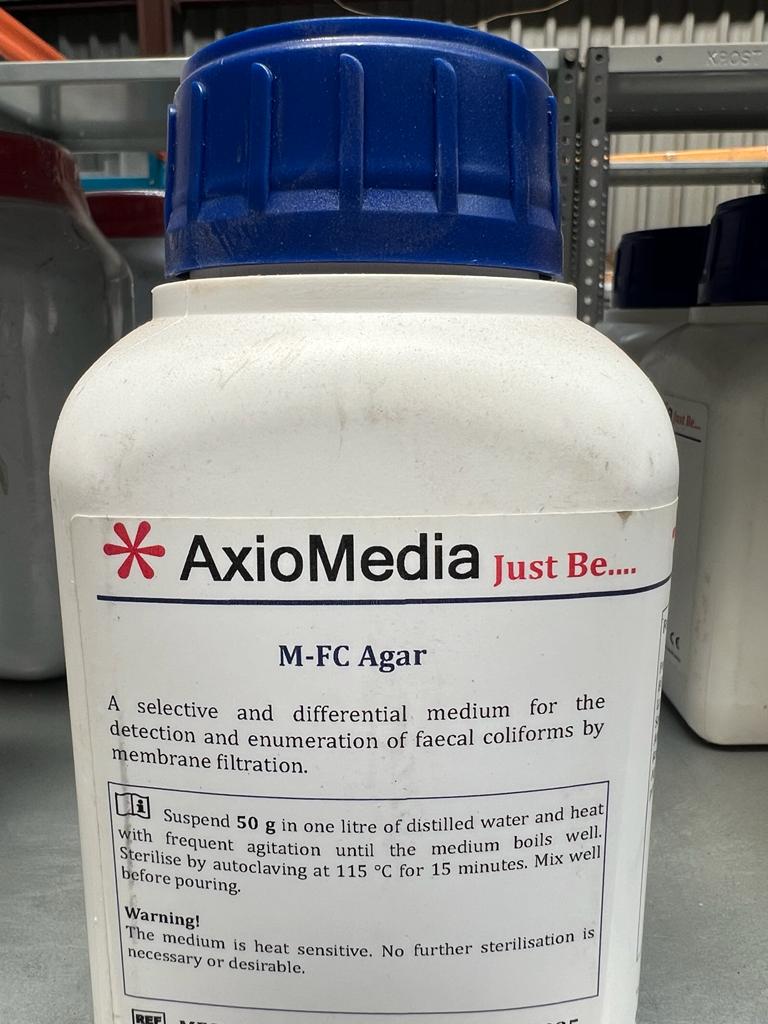 KROST
AxioMedia Just Be....
M-FC Agar
A selective and differential medium for the
detection and enumeration of faecal coliforms by
membrane filtration.
Suspend 50 g in one litre of distilled water and heat
with frequent agitation until the medium boils well.
Sterilise by autoclaving at 115 °C for 15 minutes. Mix well
before pouring.
Warning!
The medium is heat sensitive. No further sterilisation is
necessary or desirable.
REF
Just Be....